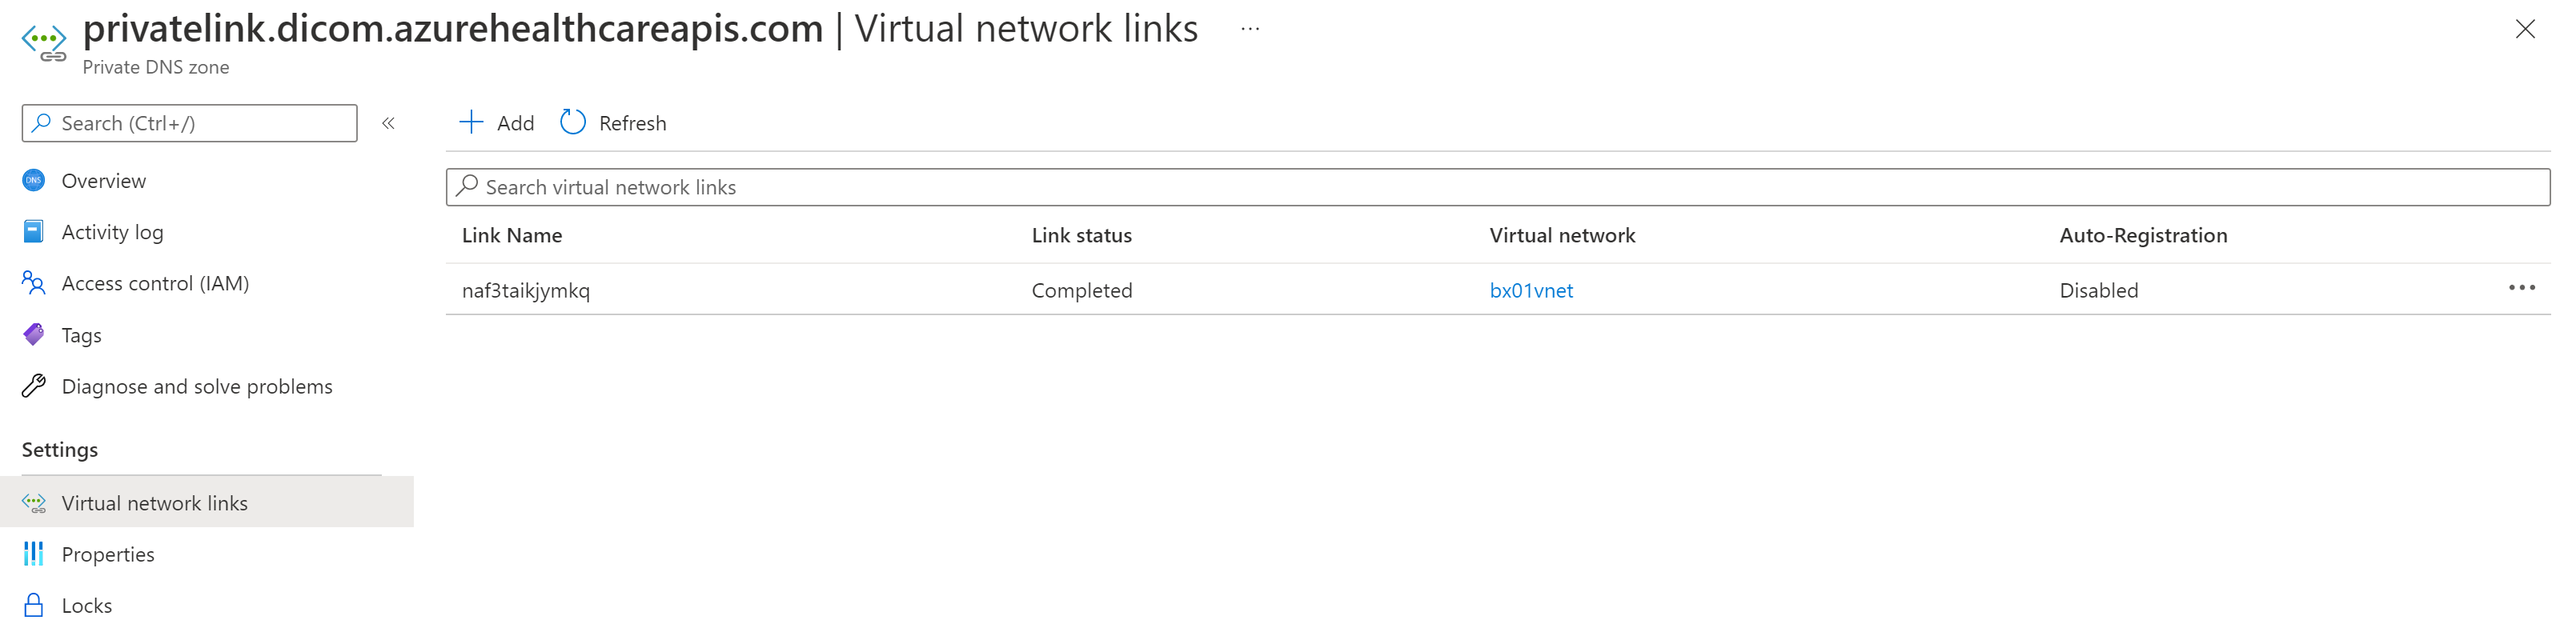 privatelink.dicom.azurehealthcareapis.com | Virtual network links ...
Private DNS zone
Search (Ctrl+/)
«
Add
Refresh
DNS
Overview
Activity log
Access control (IAM)
Tags
Diagnose and solve problems
Settings
Virtual network links
Properties
Locks
Search virtual network links
Link Name Link status Virtual network Auto-Registration
naf3taikjymkq Completed bx01vnet Disabled